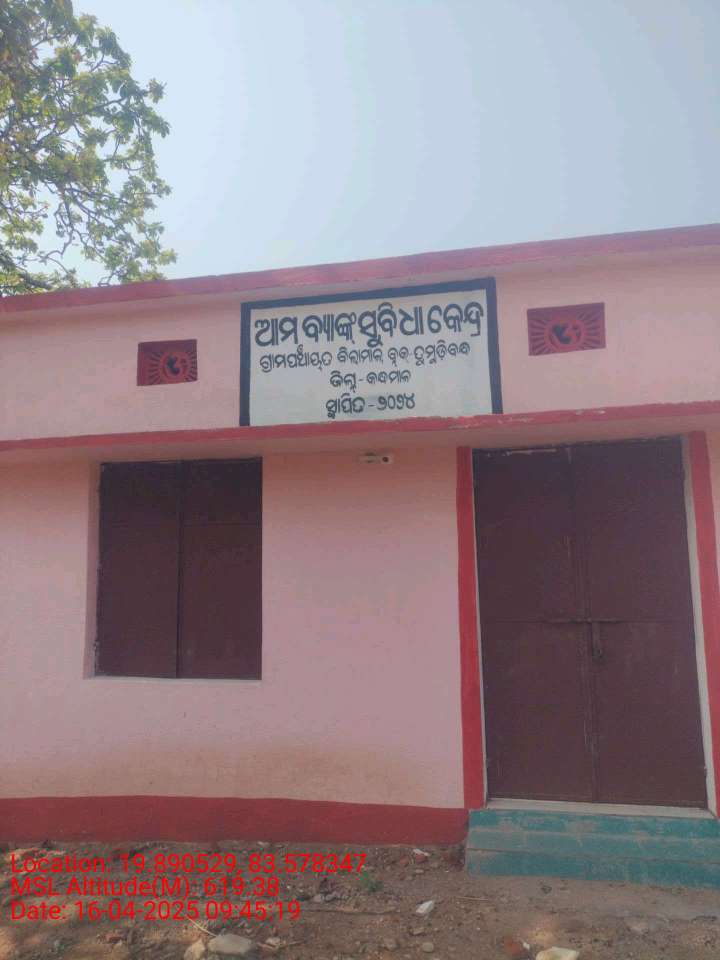 ଆମ ବ୍ୟାଙ୍କ ସୁବିଧା କେନ୍ଦ୍ର
ଗ୍ରାମପଞ୍ଚାୟତ ବିଲାମାଳ ବ୍ଲକ୍-ତୁମୁଡ଼ିବନ୍ଧ
ଜିଲ୍ଲା-କନ୍ଧମାଳ
ସ୍ଥାପିତ-୨୦୨୪
Location: 19.890529, 83.578347
MSL Altitude(M): 619.38
Date: 16-04-2025 09:45:19